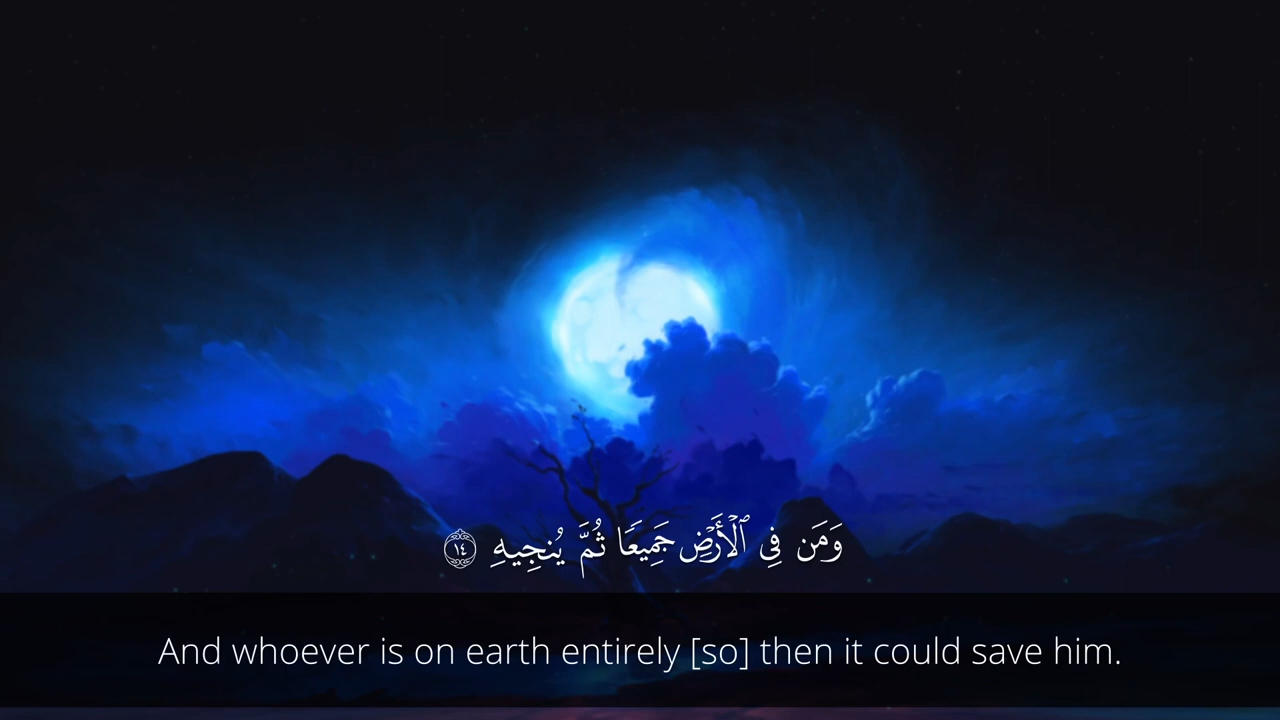 وَمَن فِي ٱلْأَرْضِ جَمِيعًا ثُمَّ يُنجِيهِ ١٤
And whoever is on earth entirely [so] then it could save him.